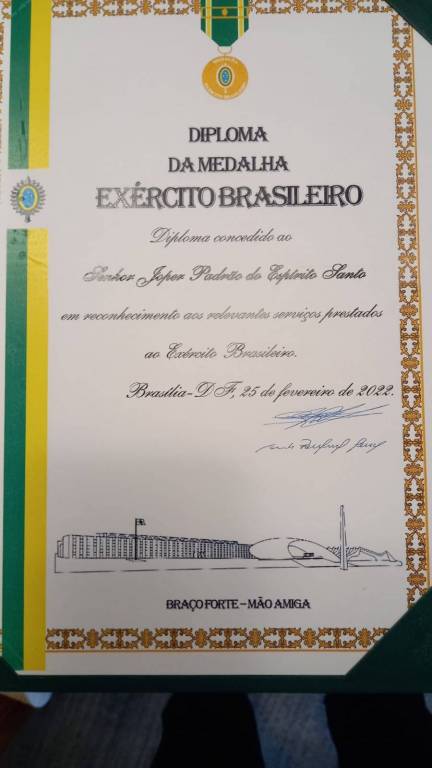 DIPLOMA
DA MEDALHA
EXÉRCITO BRASILEIRO
Diploma concedido ao
Senhor Joper Padrão do Espírito Santo
em reconhecimento aos relevantes serviços prestados
ao Exército Brasileiro.
Brasília-DF, 25 de fevereiro de 2022.
BRAÇO FORTE - MÃO AMIGA